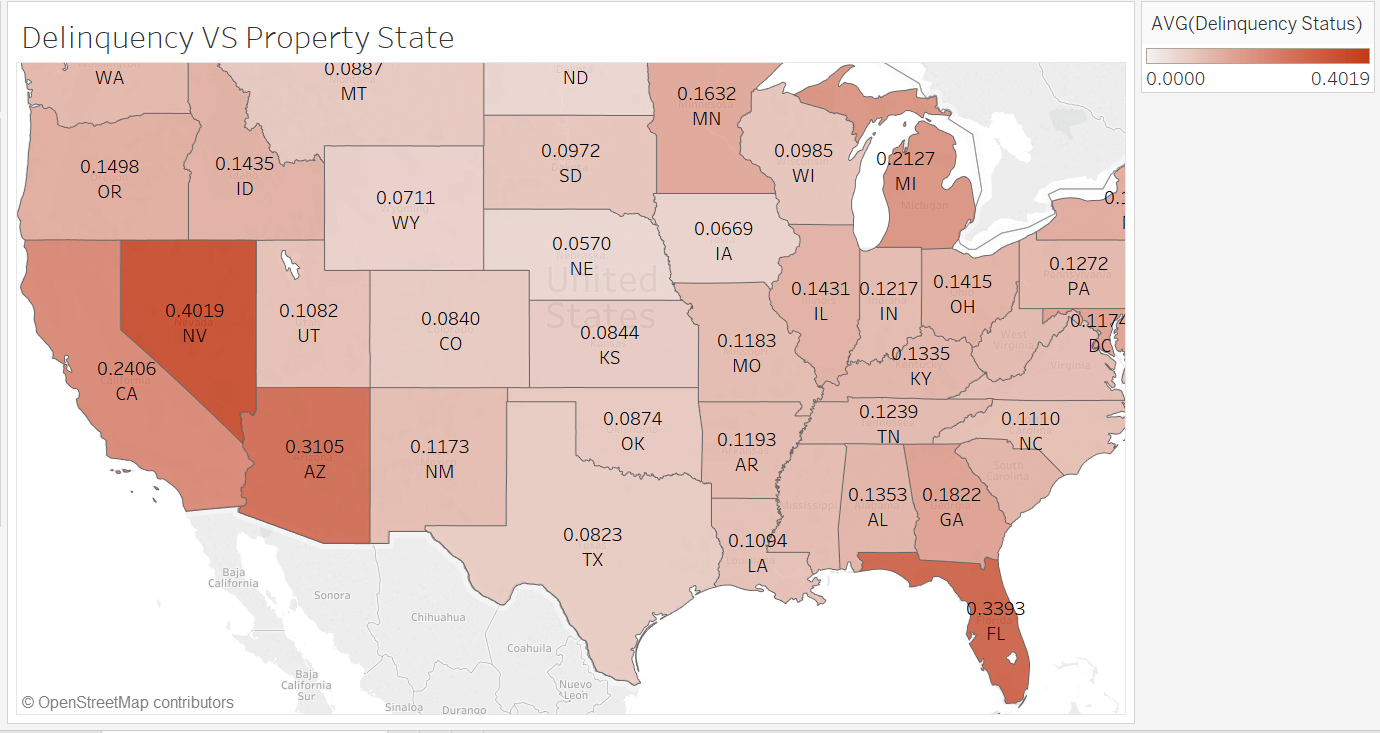 Delinquency VS Property State
AVG(Delinquency Status)
0.0000
0.4019
WA
0.0887
MT
ND
0.1632
MN
0.1498
OR
0.1435
ID
0.0711
WY
0.0972
SD
0.0985
WI
0.2127
MI
Michigan
0.0570
NE
0.0669
IA
United
States
0.1272
PA
0.4019
NV
0.1082
UT
0.0840
CO
0.0844
KS
0.1183
MO
0.1431
IL
0.1217
IN
0.1415
OH
0.1174
DC
West
Virginia
Virginia
0.1335
KY
0.2406
CA
0.3105
AZ
0.1173
NM
0.0874
OK
0.1193
AR
0.1239
TN
0.1110
NC
South
Carolina
Mississippi
0.1353
AL
0.1822
GA
0.0823
TX
0.1094
LA
0.3393
FL
Baja
California
Sonora
Chihuahua
Coahuila
Baja
California
Sur
Nuevo
León
Sinaloa
Durango
© OpenStreetMap contributors